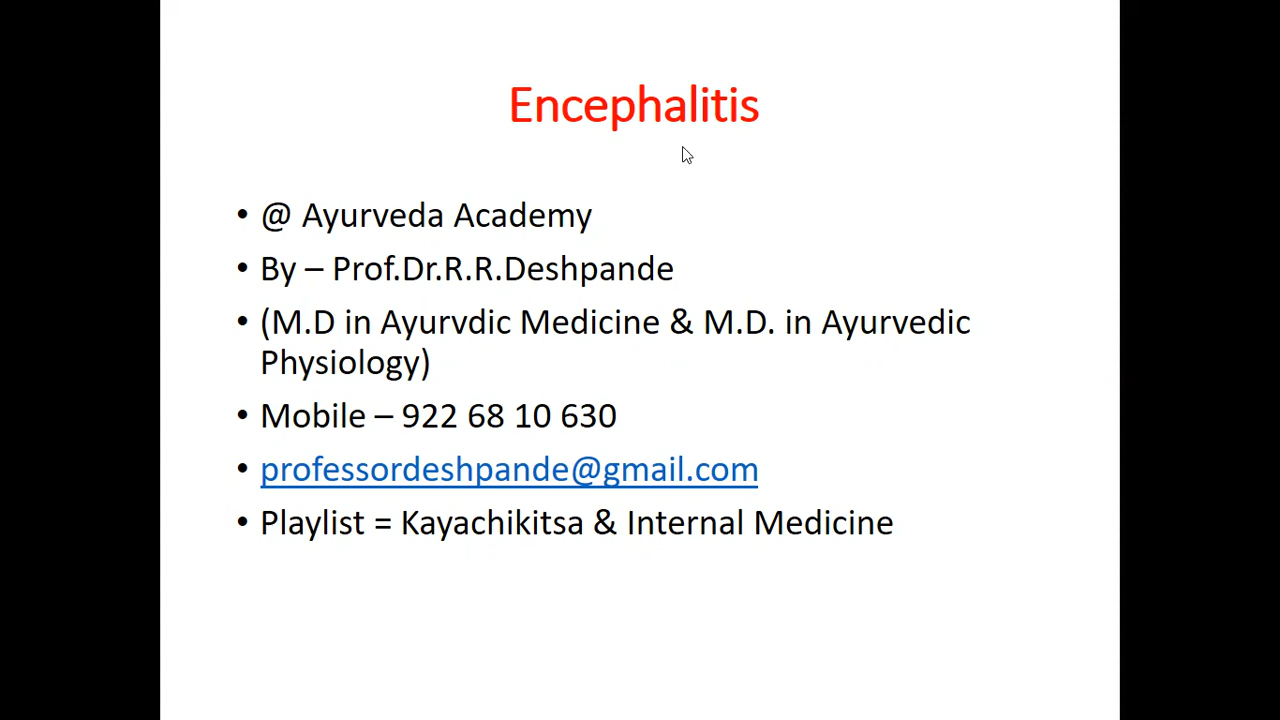 Encephalitis
• @ Ayurveda Academy
• By – Prof.Dr.R.R.Deshpande
• (M.D in Ayurvdic Medicine & M.D. in Ayurvedic
Physiology)
• Mobile – 922 68 10 630
• professordeshpande@gmail.com
• Playlist = Kayachikitsa & Internal Medicine